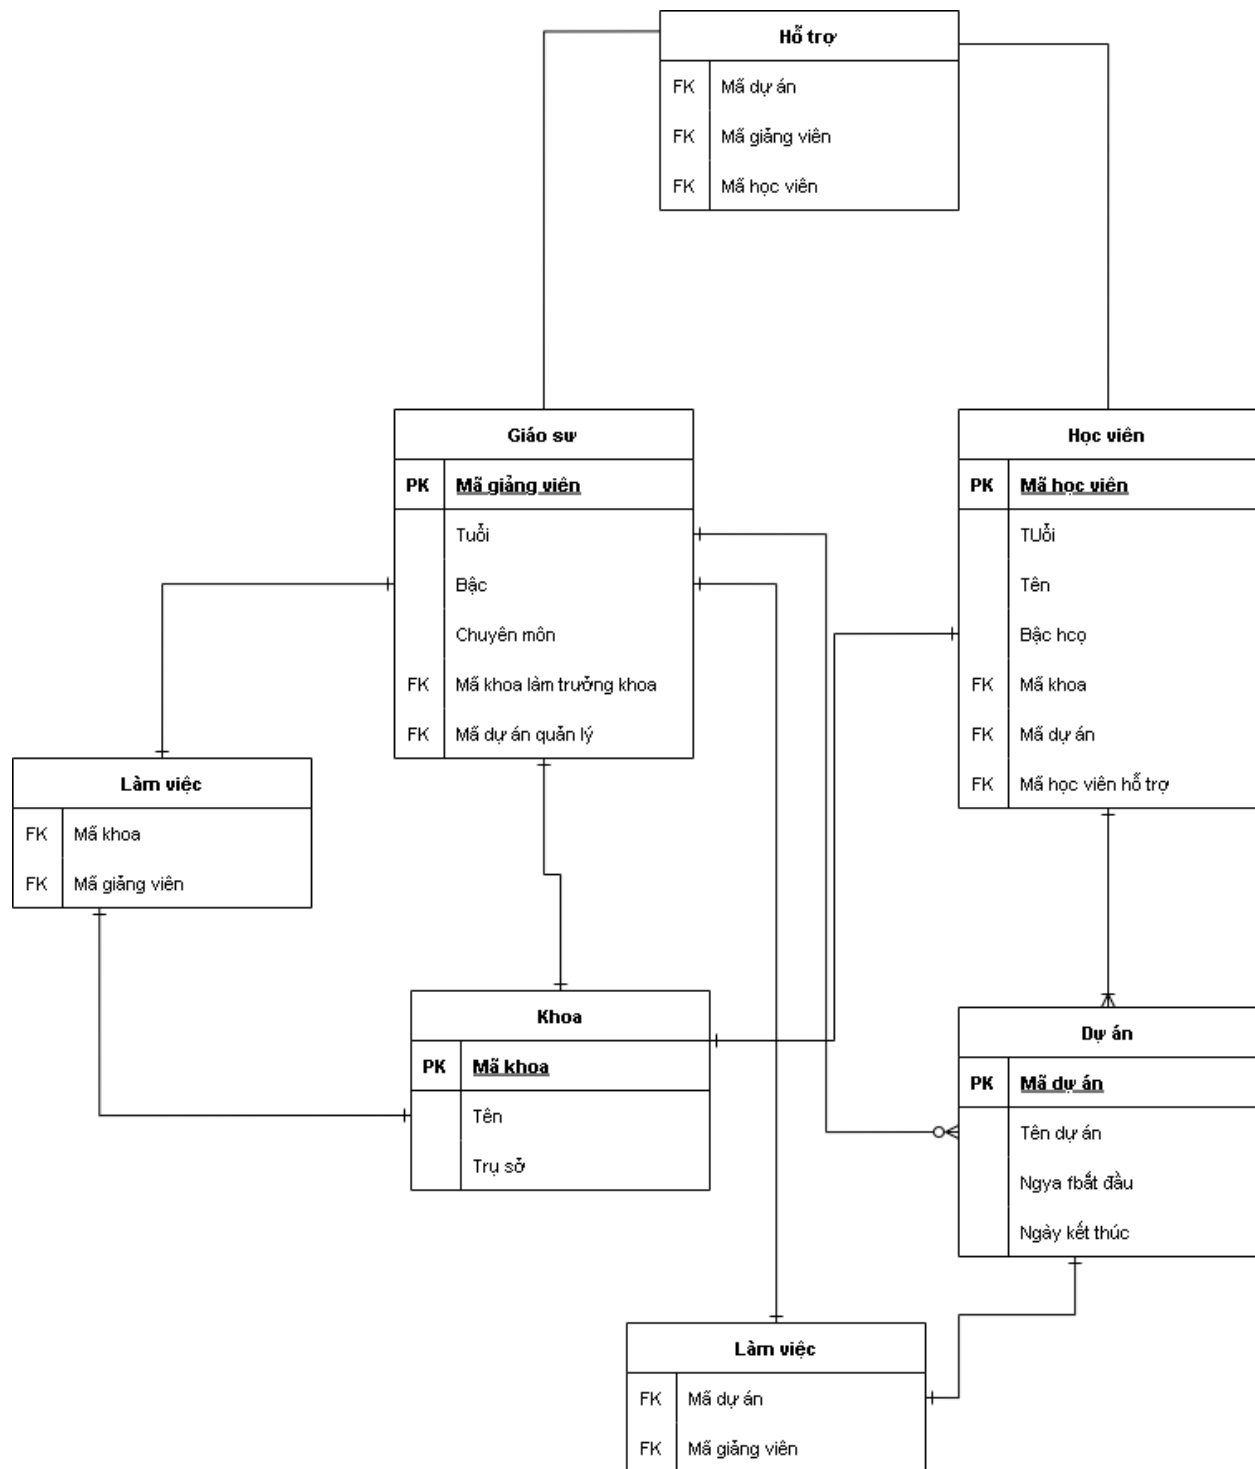 Hỗ trợ
FK Mã dự án
FK Mã giảng viên
FK Mã học viên
Giáo sư
PK Mã giảng viên
Tuổi
Bậc
Chuyên môn
FK Mã khoa làm trưởng khoa
FK Mã dự án quản lý
Học viên
PK Mã học viên
TUổi
Tên
Bậc hcọ
FK Mã khoa
FK Mã dự án
FK Mã học viên hỗ trợ
Làm việc
FK Mã khoa
FK Mã giảng viên
Khoa
PK Mã khoa
Tên
Trụ sở
Dự án
PK Mã dự án
Tên dự án
Ngya fbắt đầu
Ngày kết thúc
Làm việc
FK Mã dự án
FK Mã giảng viên